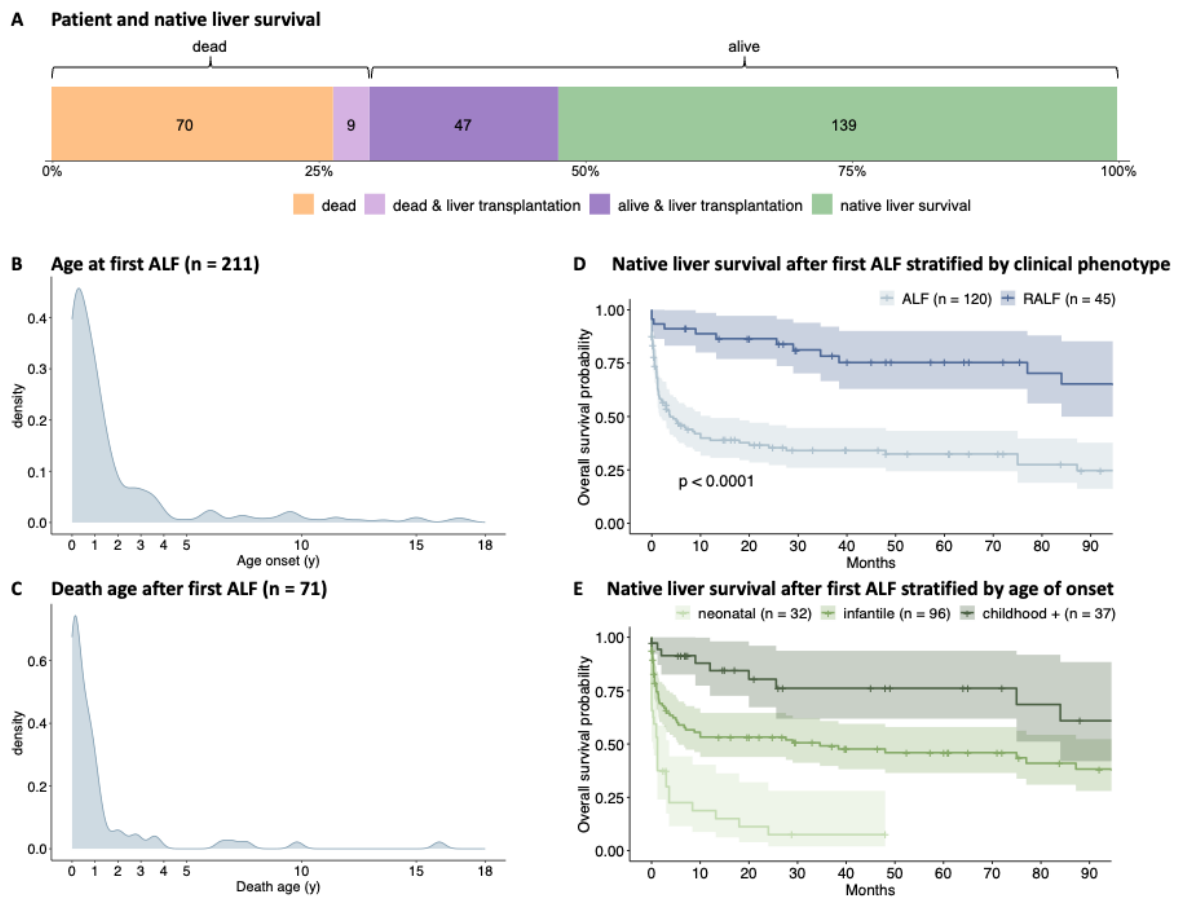 A Patient and native liver survival
dead alive
70 9 47 139
0% 25% 50% 75% 100%
dead dead & liver transplantation alive & liver transplantation native liver survival
B Age at first ALF (n = 211)
density
0.4
0.3
0.2
0.1
0.0
0 1 2 3 4 5 10 15 18
Age onset (y)
C Death age after first ALF (n = 71)
density
0.6
0.4
0.2
0.0
0 1 2 3 4 5 10 15 18
Death age (y)
D Native liver survival after first ALF stratified by clinical phenotype
ALF (n = 120) RALF (n = 45)
Overall survival probability
1.00
0.75
0.50
0.25
0.00
p < 0.0001
0 10 20 30 40 50 60 70 80 90
Months
E Native liver survival after first ALF stratified by age of onset
neonatal (n = 32) infantile (n = 96) childhood + (n = 37)
Overall survival probability
1.00
0.75
0.50
0.25
0.00
0 10 20 30 40 50 60 70 80 90
Months